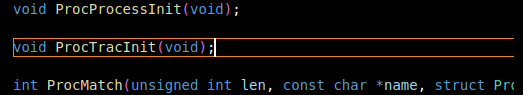 void ProcProcessInit(void);
void ProcTracInit(void);
int ProcMatch(unsigned int len, const char *name, struct Pro